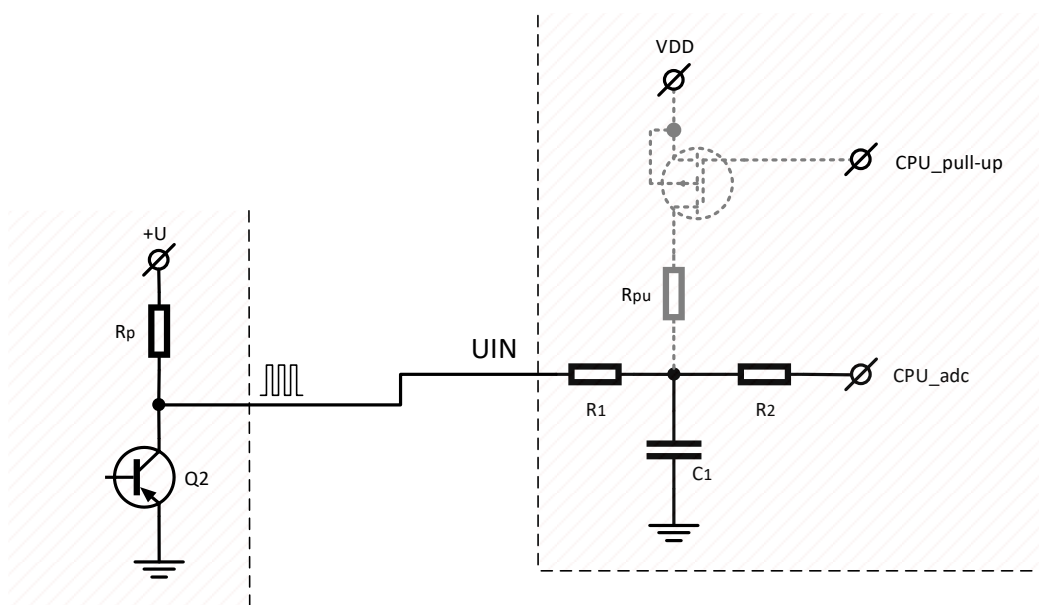 VDD
CPU_pull-up
+U
Rpu
Rp
UIN
CPU_adc
R1
R2
Q2
C1